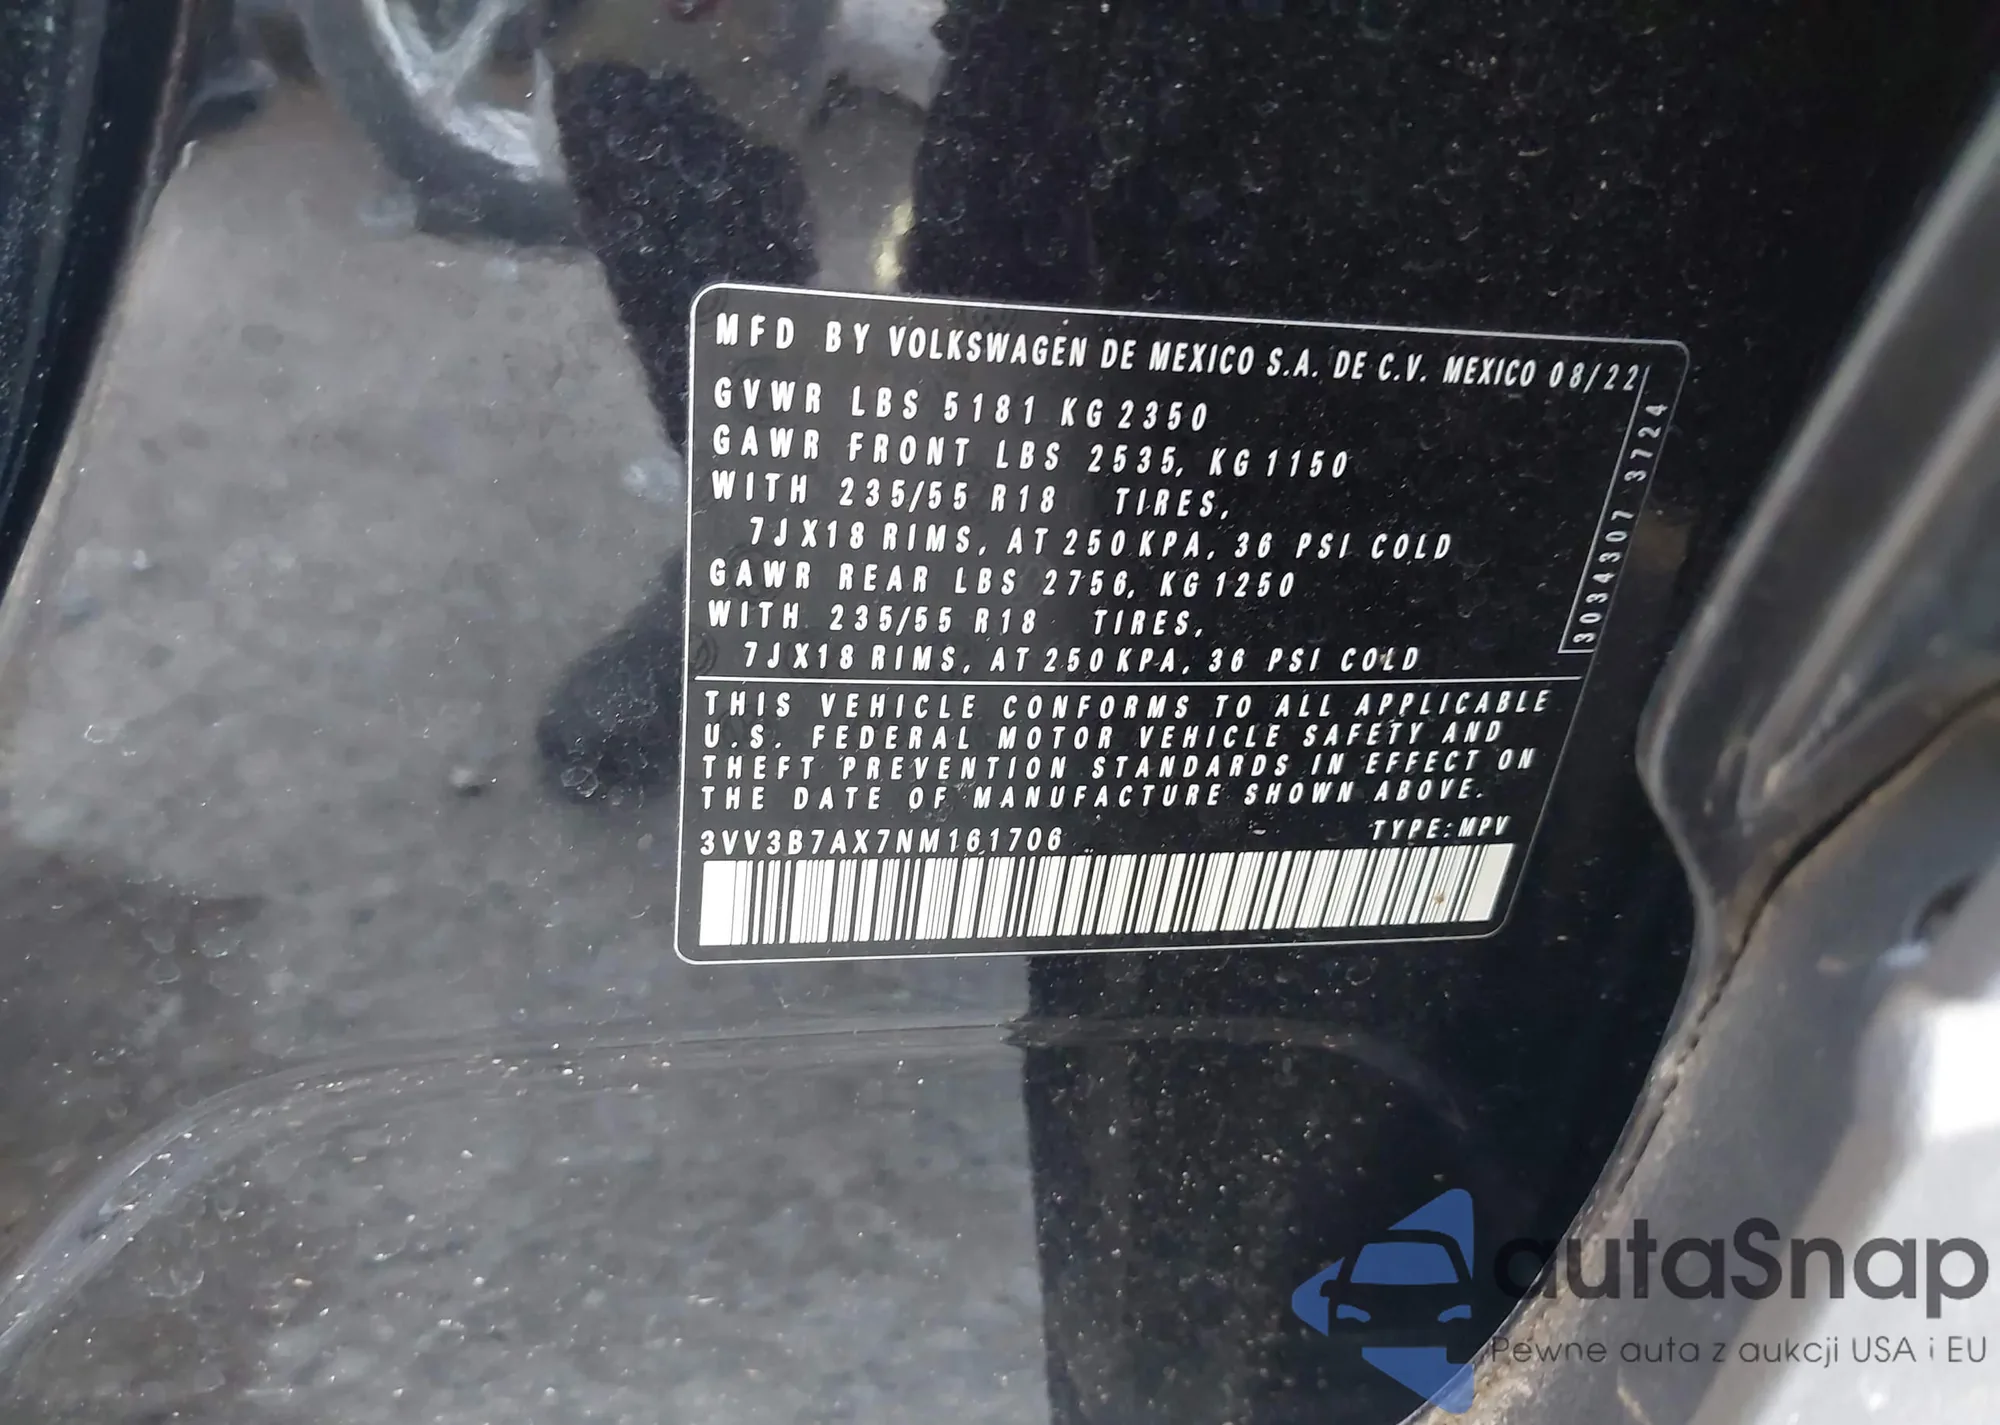 MFD BY VOLKSWAGEN DE MEXICO S.A. DE C.V. MEXICO 08/22
GVWR LBS 5181 KG 2350
GAWR FRONT LBS 2535, KG 1150
WITH 235/55 R18 TIRES,
7JX18 RIMS, AT 250 KPA, 36 PSI COLD
GAWR REAR LBS 2756, KG 1250
WITH 235/55 R18 TIRES,
7JX18 RIMS, AT 250 KPA, 36 PSI COLD
3034307 3724
THIS VEHICLE CONFORMS TO ALL APPLICABLE
U.S. FEDERAL MOTOR VEHICLE SAFETY AND
THEFT PREVENTION STANDARDS IN EFFECT ON
THE DATE OF MANUFACTURE SHOWN ABOVE.
3VV3B7AX7NM161706 TYPE: MPV
autaSnap
Pewne auta z aukcji USA i EU